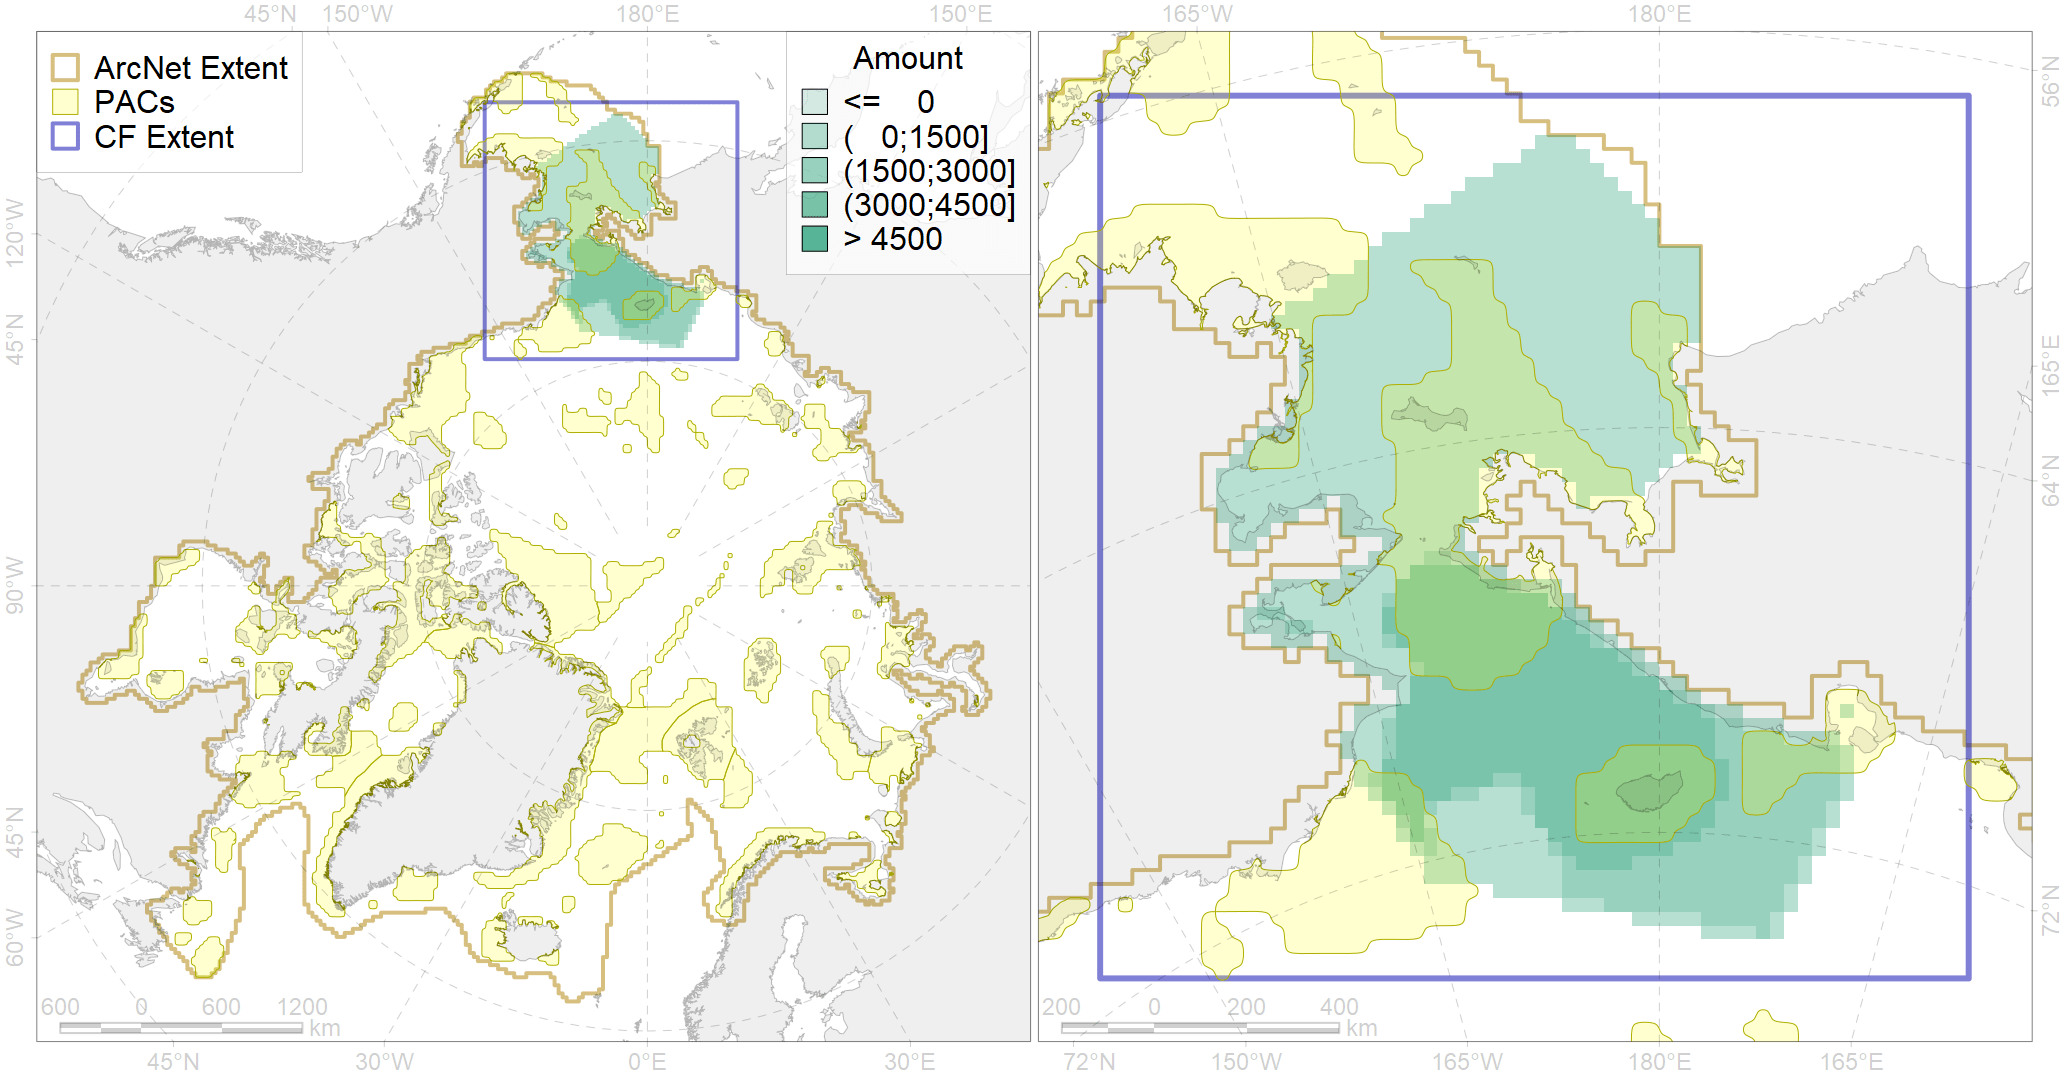 45°N 150°W 180°E 150°E 165°W 180°E
ArcNet Extent
PACs
CF Extent
Amount
<= 0
( 0;1500]
(1500;3000]
(3000;4500]
> 4500
120°W
45°N
90°W
45°N
60°W
56°N
165°E
64°N
72°N
600 0 600 1200
km
200 0 200 400
km
45°N 30°W 0°E 30°E 72°N 150°W 165°W 180°E 165°E